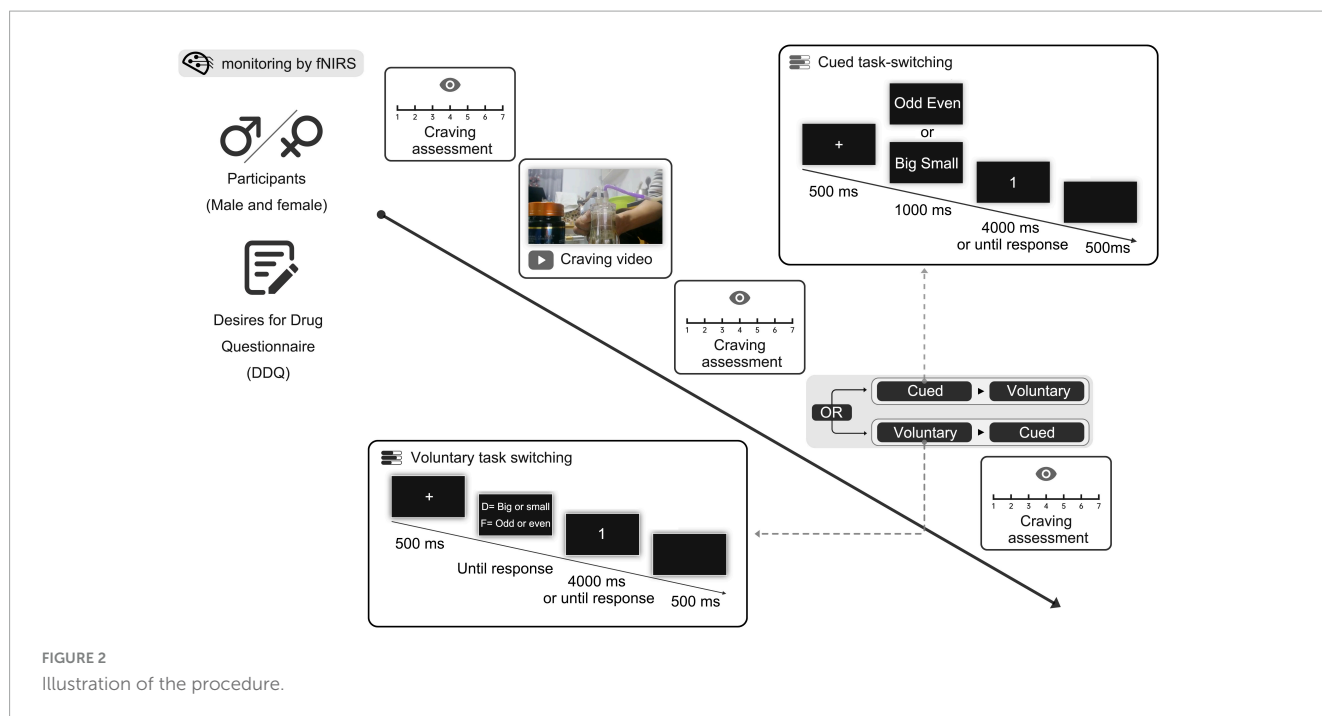 monitoring by fNIRS
Participants
(Male and female)
Desires for Drug
Questionnaire
(DDQ)
1 2 3 4 5 6 7
Craving
assessment
Craving video
1 2 3 4 5 6 7
Craving
assessment
Cued task-switching
+
500 ms
Odd Even
or
Big Small
1000 ms
1
4000 ms
or until response
500ms
OR
Cued
Voluntary
Voluntary
Cued
1 2 3 4 5 6 7
Craving
assessment
Voluntary task switching
+
500 ms
D= Big or small
F= Odd or even
Until response
1
4000 ms
or until response
500 ms
FIGURE 2
Illustration of the procedure.